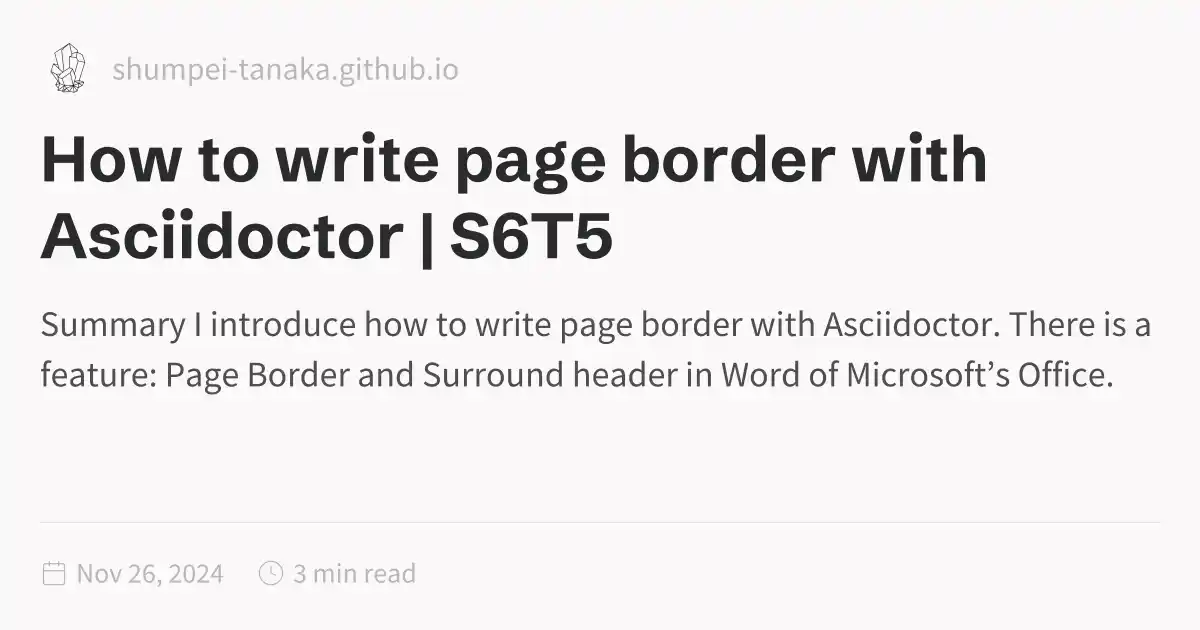 shumpei-tanaka.github.io
How to write page border with
Asciidoctor | S6T5
Summary I introduce how to write page border with Asciidoctor. There is a
feature: Page Border and Surround header in Word of Microsoft’s Office.
Nov 26, 2024 3 min read